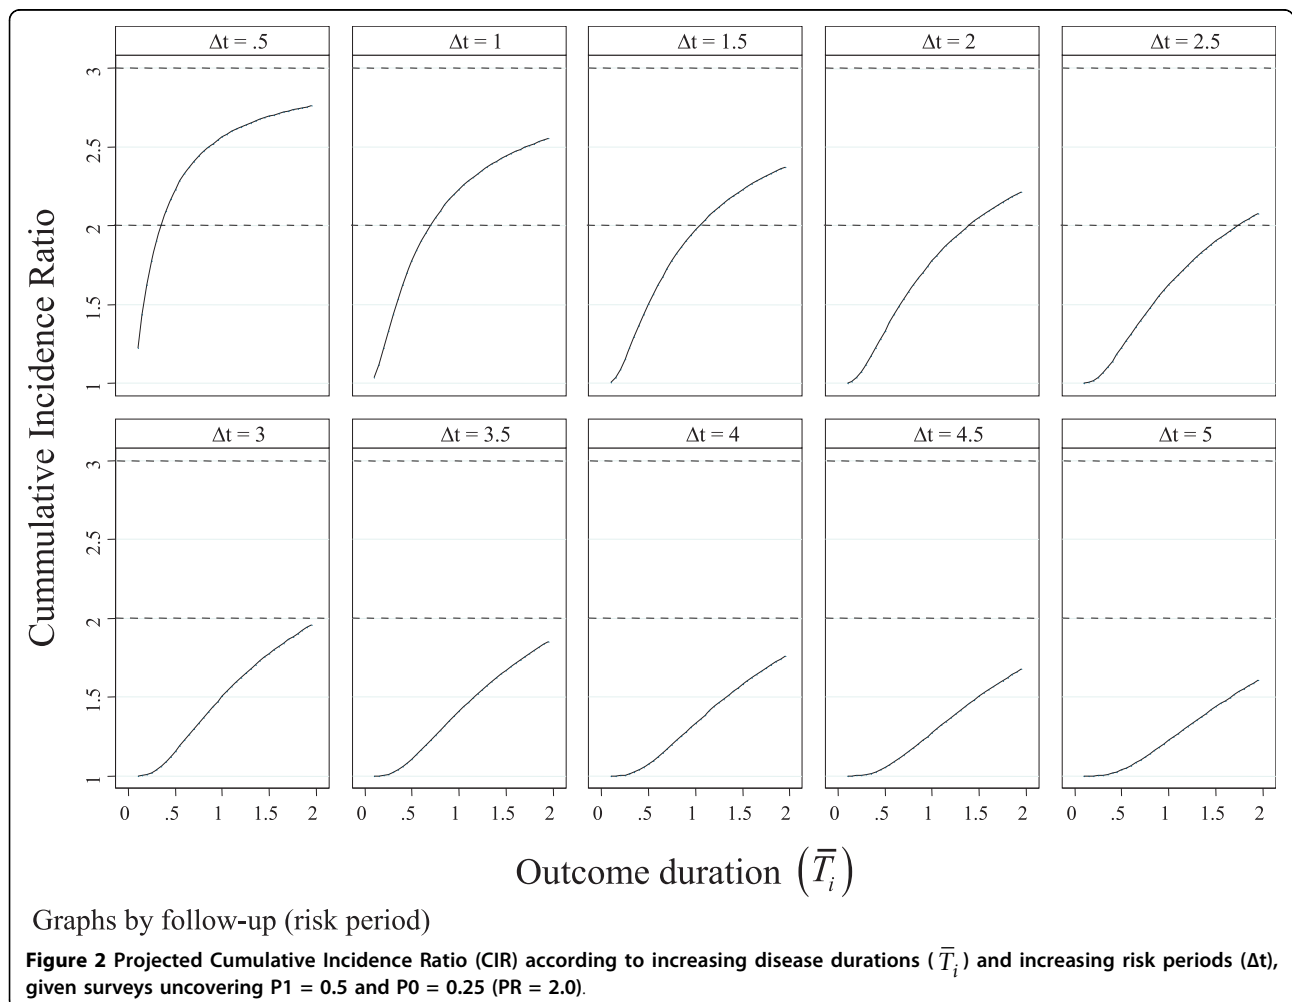 Δt = .5 Δt = 1 Δt = 1.5 Δt = 2 Δt = 2.5
3
2.5
2
1.5
1
Δt = 3 Δt = 3.5 Δt = 4 Δt = 4.5 Δt = 5
3
2.5
2
1.5
1
Cummulative Incidence Ratio
0 .5 1 1.5 2 0 .5 1 1.5 2 0 .5 1 1.5 2 0 .5 1 1.5 2 0 .5 1 1.5 2
Outcome duration (T̅ᵢ)
Graphs by follow-up (risk period)
Figure 2 Projected Cumulative Incidence Ratio (CIR) according to increasing disease durations (T̅ᵢ) and increasing risk periods (Δt),
given surveys uncovering P1 = 0.5 and P0 = 0.25 (PR = 2.0).